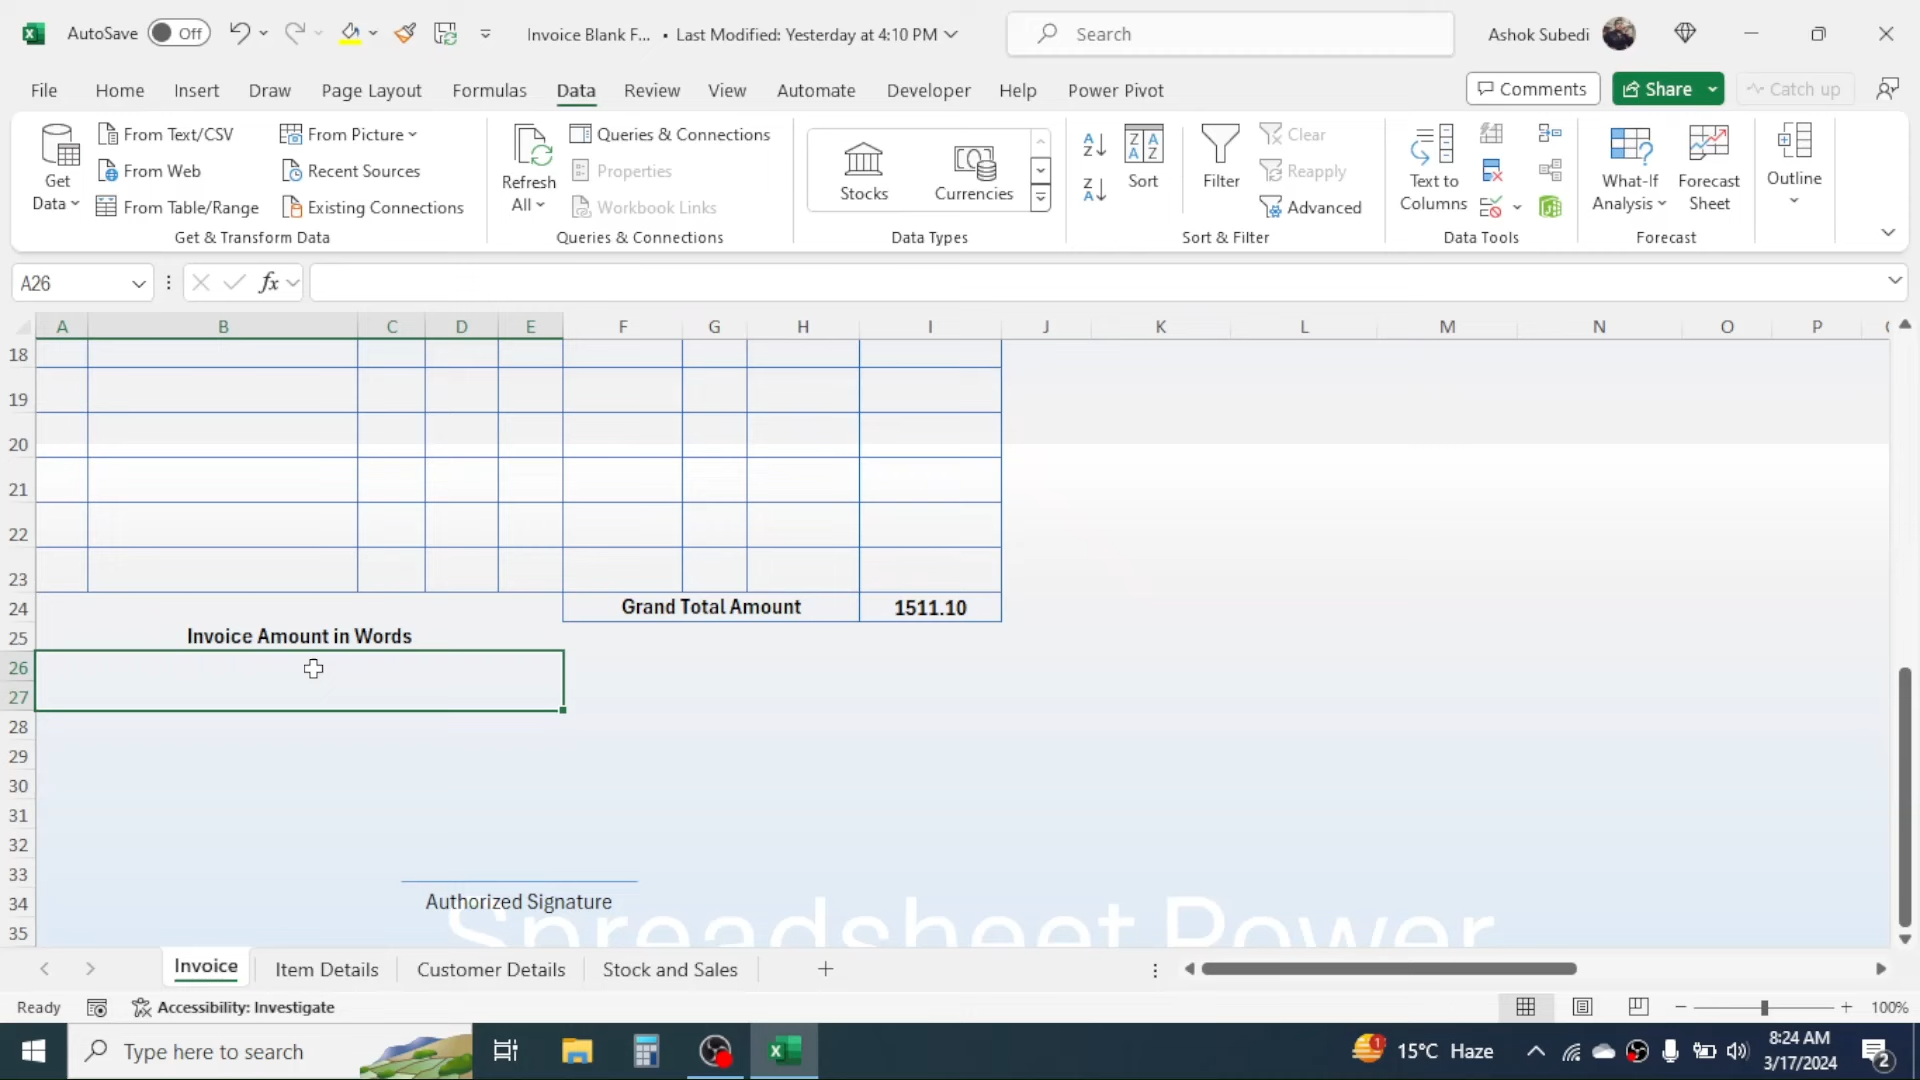 AutoSave Off Invoice Blank F... • Last Modified: Yesterday at 4:10 PM Search Ashok Subedi
File Home Insert Draw Page Layout Formulas Data Review View Automate Developer Help Power Pivot Comments Share Catch up
Get Data
From Text/CSV
From Web
From Table/Range
From Picture
Recent Sources
Existing Connections
Get & Transform Data
Refresh All
Queries & Connections
Properties
Workbook Links
Queries & Connections
Stocks
Currencies
Data Types
Sort
Filter
Clear
Reapply
Advanced
Sort & Filter
Text to Columns
Data Tools
What-If Analysis
Forecast Sheet
Forecast
Outline
A26 fx
A B C D E F G H I J K L M N O P
18
19
20
21
22
23
24 Grand Total Amount 1511.10
25 Invoice Amount in Words
26
27
28
29
30
31
32
33
34 Authorized Signature
35
Spreadsheet Power
Invoice Item Details Customer Details Stock and Sales
Ready Accessibility: Investigate 100%
Type here to search 1 15°C Haze 8:24 AM
3/17/2024 2